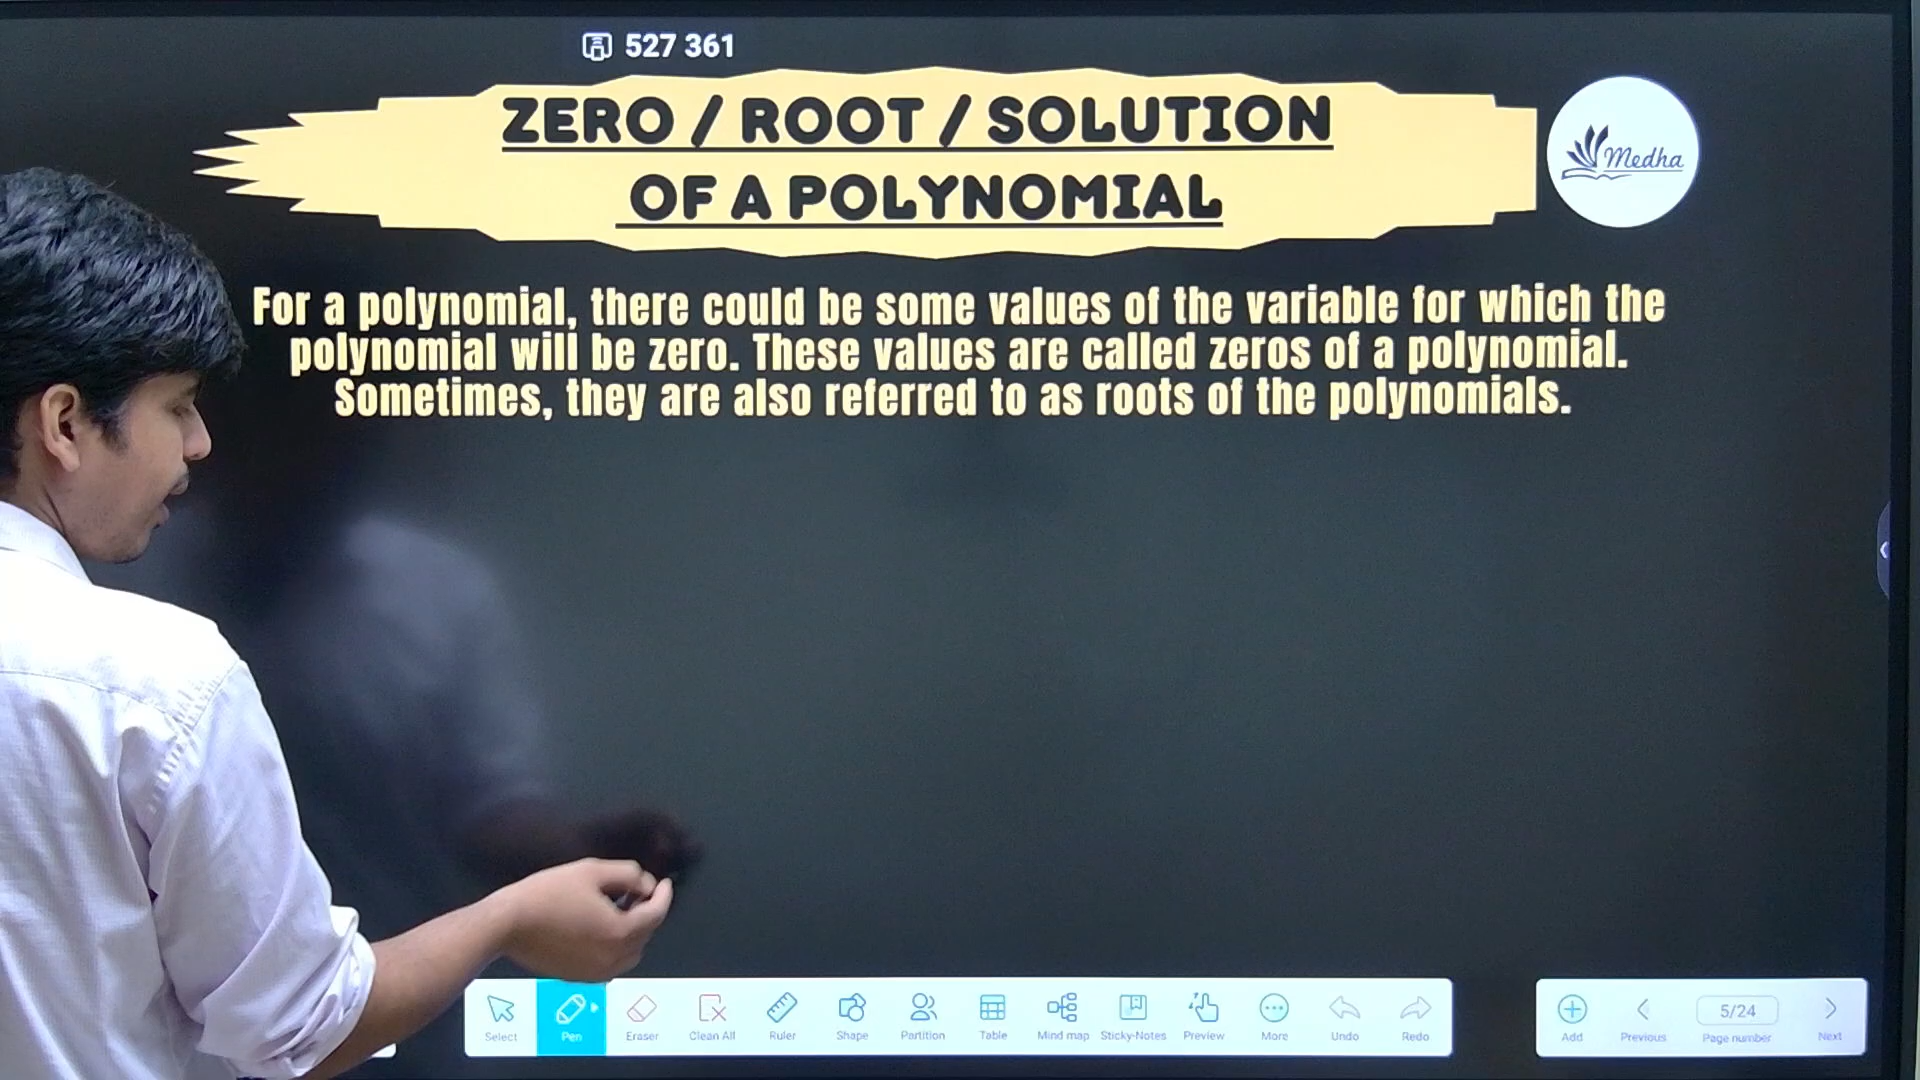 527 361
ZERO / ROOT / SOLUTION
OF A POLYNOMIAL
Medha
For a polynomial, there could be some values of the variable for which the
polynomial will be zero. These values are called zeros of a polynomial.
Sometimes, they are also referred to as roots of the polynomials.
Select Pen Eraser Clean All Ruler Shape Partition Table Mind map Sticky-Notes Preview More Undo Redo
Add Previous 5/24 Page number Next